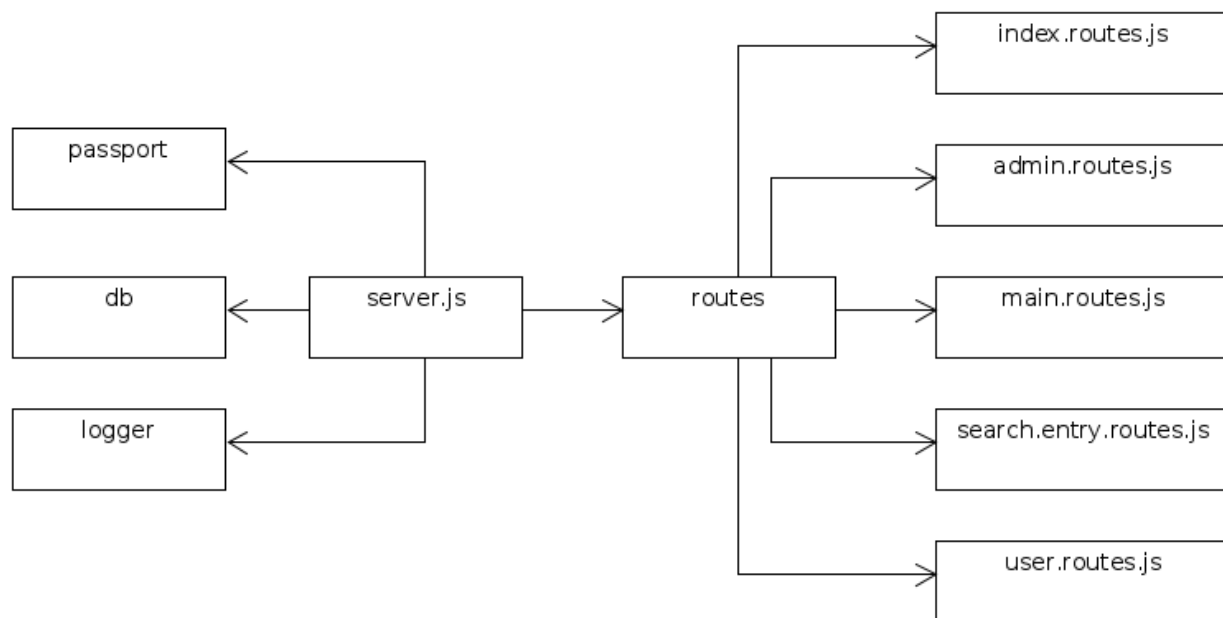 index.routes.js
passport
admin.routes.js
db
server.js
routes
main.routes.js
logger
search.entry.routes.js
user.routes.js